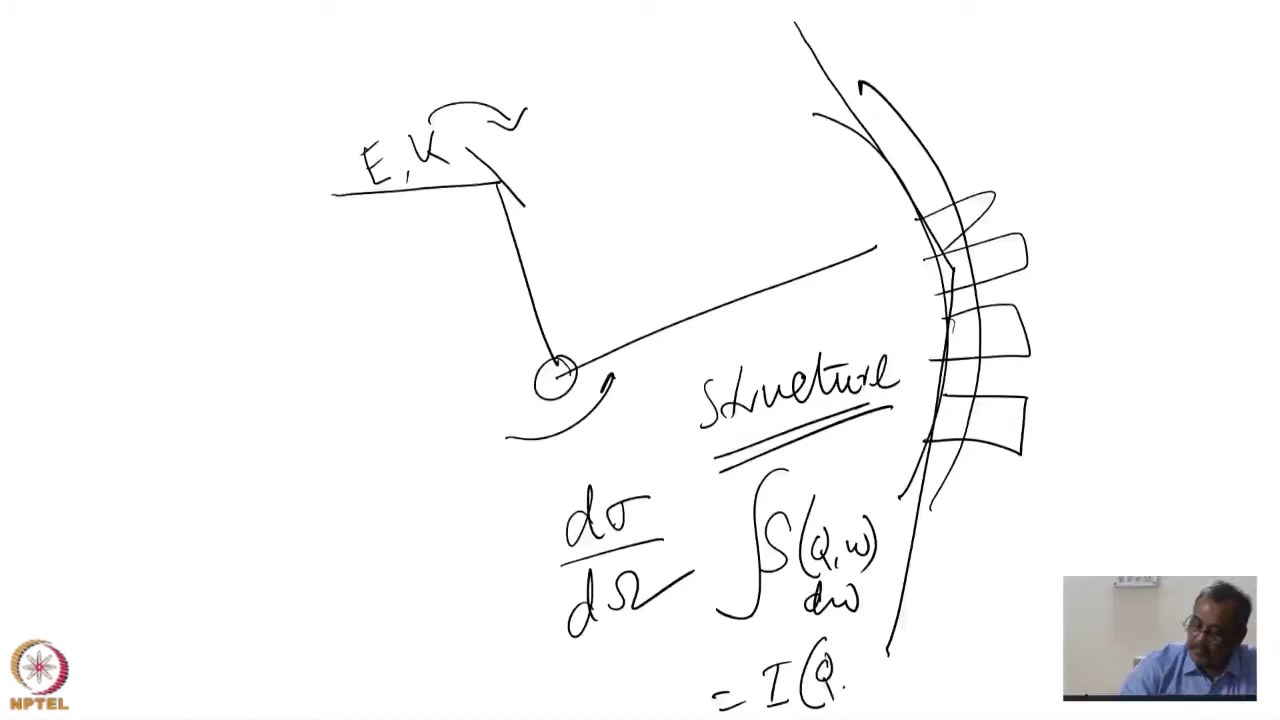 E, K
structure
dσ/dΩ ∫S(Q,ω) dω
= I(Q.
NPTEL